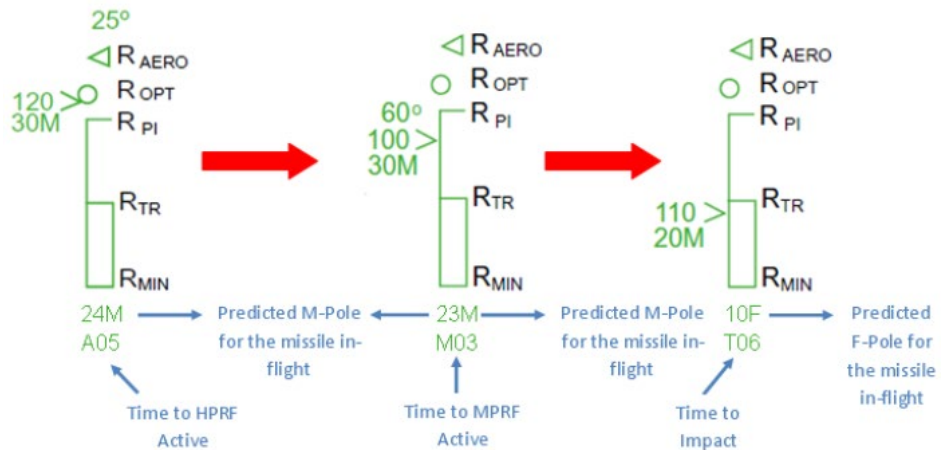 25°
R AERO
R OPT
120 >
30M
R PI
R TR
R MIN
24M
A05
R AERO
R OPT
60°
R PI
100 >
30M
R TR
R MIN
23M
M03
R AERO
R OPT
R PI
R TR
110 >
20M
R MIN
10F
T06
Predicted M-Pole
for the missile in-
flight
Predicted M-Pole
for the missile in-
flight
Predicted
F-Pole for
the missile
in-flight
Time to HPRF
Active
Time to MPRF
Active
Time to
Impact